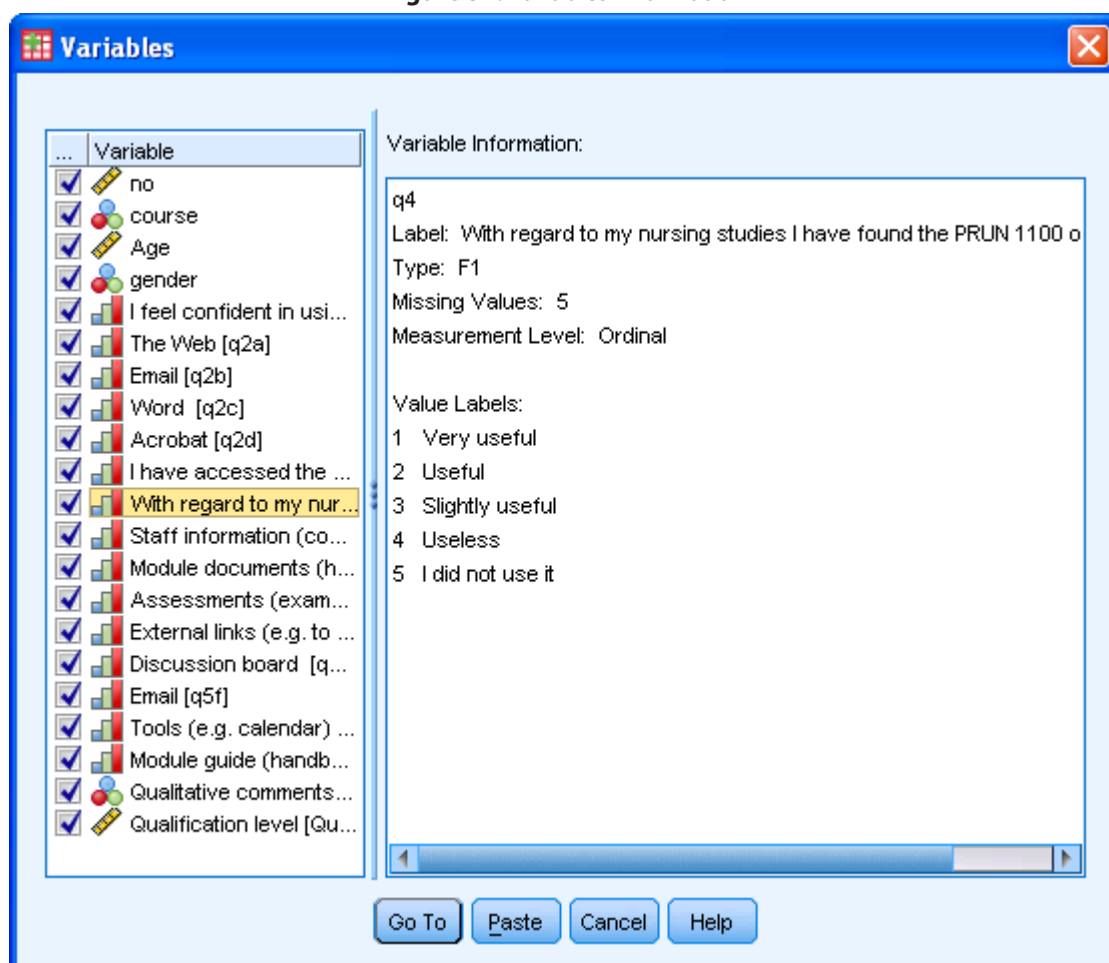 Variables
... Variable
no
course
Age
gender
I feel confident in usi...
The Web [q2a]
Email [q2b]
Word [q2c]
Acrobat [q2d]
I have accessed the ...
With regard to my nur...
Staff information (co...
Module documents (h...
Assessments (exam...
External links (e.g. to ...
Discussion board [q...
Email [q5f]
Tools (e.g. calendar) ...
Module guide (handb...
Qualitative comments...
Qualification level [Qu...
Variable Information:
q4
Label: With regard to my nursing studies I have found the PRUN 1100 o
Type: F1
Missing Values: 5
Measurement Level: Ordinal
Value Labels:
1 Very useful
2 Useful
3 Slightly useful
4 Useless
5 I did not use it
Go To Paste Cancel Help